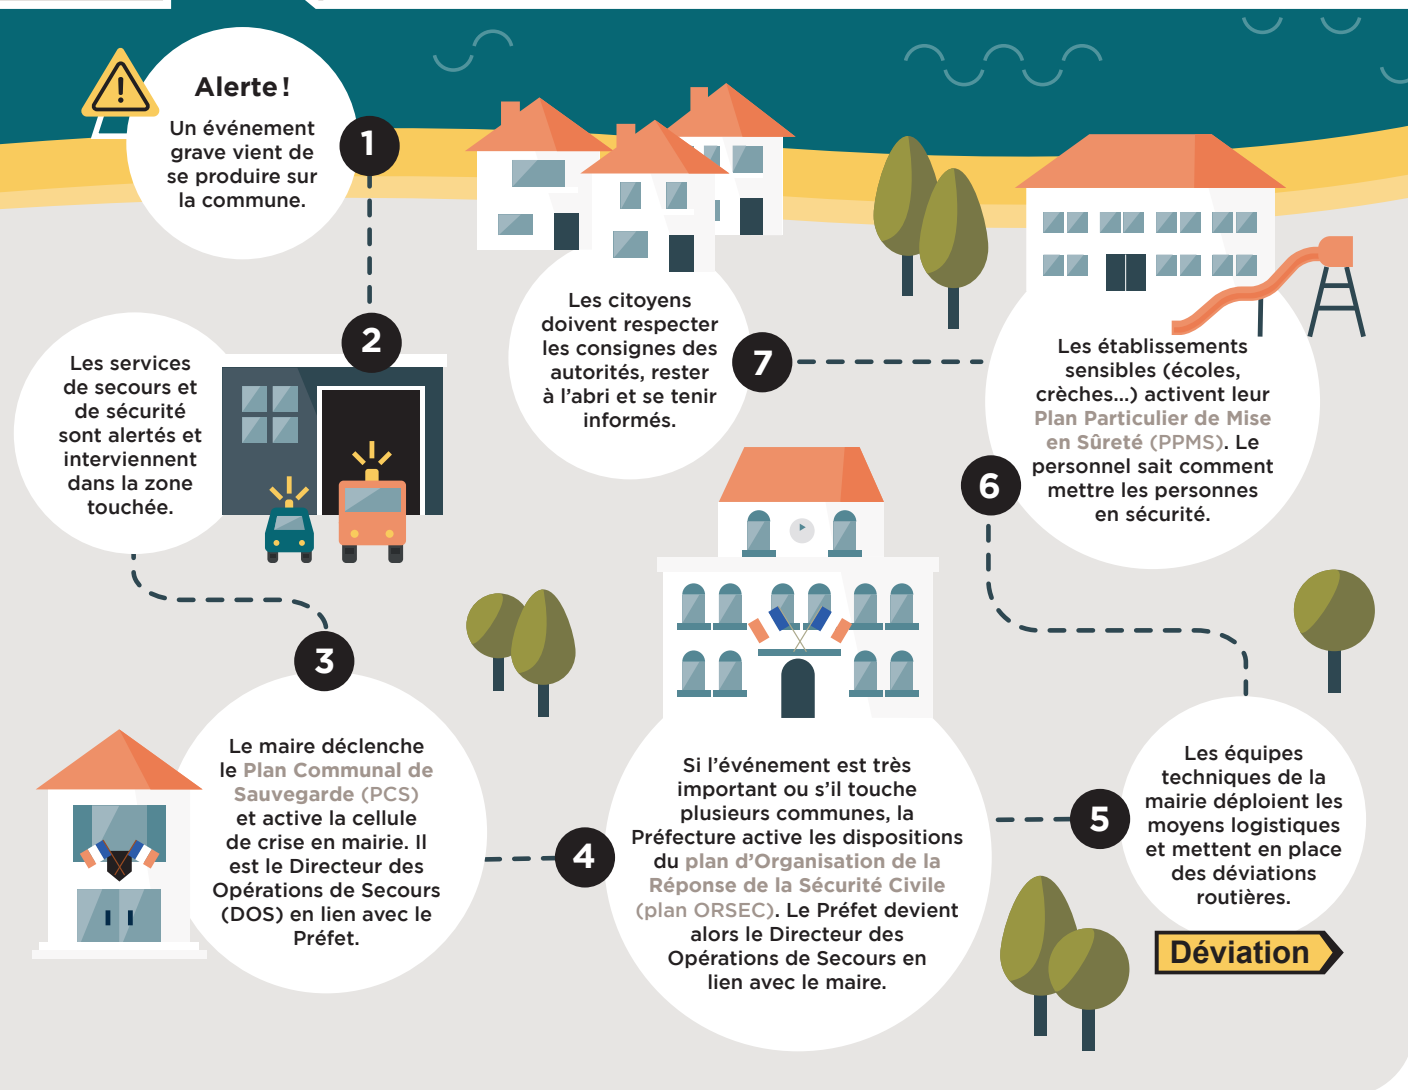 Alerte !
Un événement
grave vient de
se produire sur
la commune.
1
2
Les services
de secours et
de sécurité
sont alertés et
interviennent
dans la zone
touchée.
3
Le maire déclenche
le Plan Communal de
Sauvegarde (PCS)
et active la cellule
de crise en mairie. Il
est le Directeur des
Opérations de Secours
(DOS) en lien avec le
Préfet.
4
Si l’événement est très
important ou s’il touche
plusieurs communes, la
Préfecture active les dispositions
du plan d’Organisation de la
Réponse de la Sécurité Civile
(plan ORSEC). Le Préfet devient
alors le Directeur des
Opérations de Secours en
lien avec le maire.
5
Les équipes
techniques de la
mairie déploient les
moyens logistiques
et mettent en place
des déviations
routières.
Déviation
6
Les établissements
sensibles (écoles,
crèches...) activent leur
Plan Particulier de Mise
en Sûreté (PPMS). Le
personnel sait comment
mettre les personnes
en sécurité.
7
Les citoyens
doivent respecter
les consignes des
autorités, rester
à l’abri et se tenir
informés.